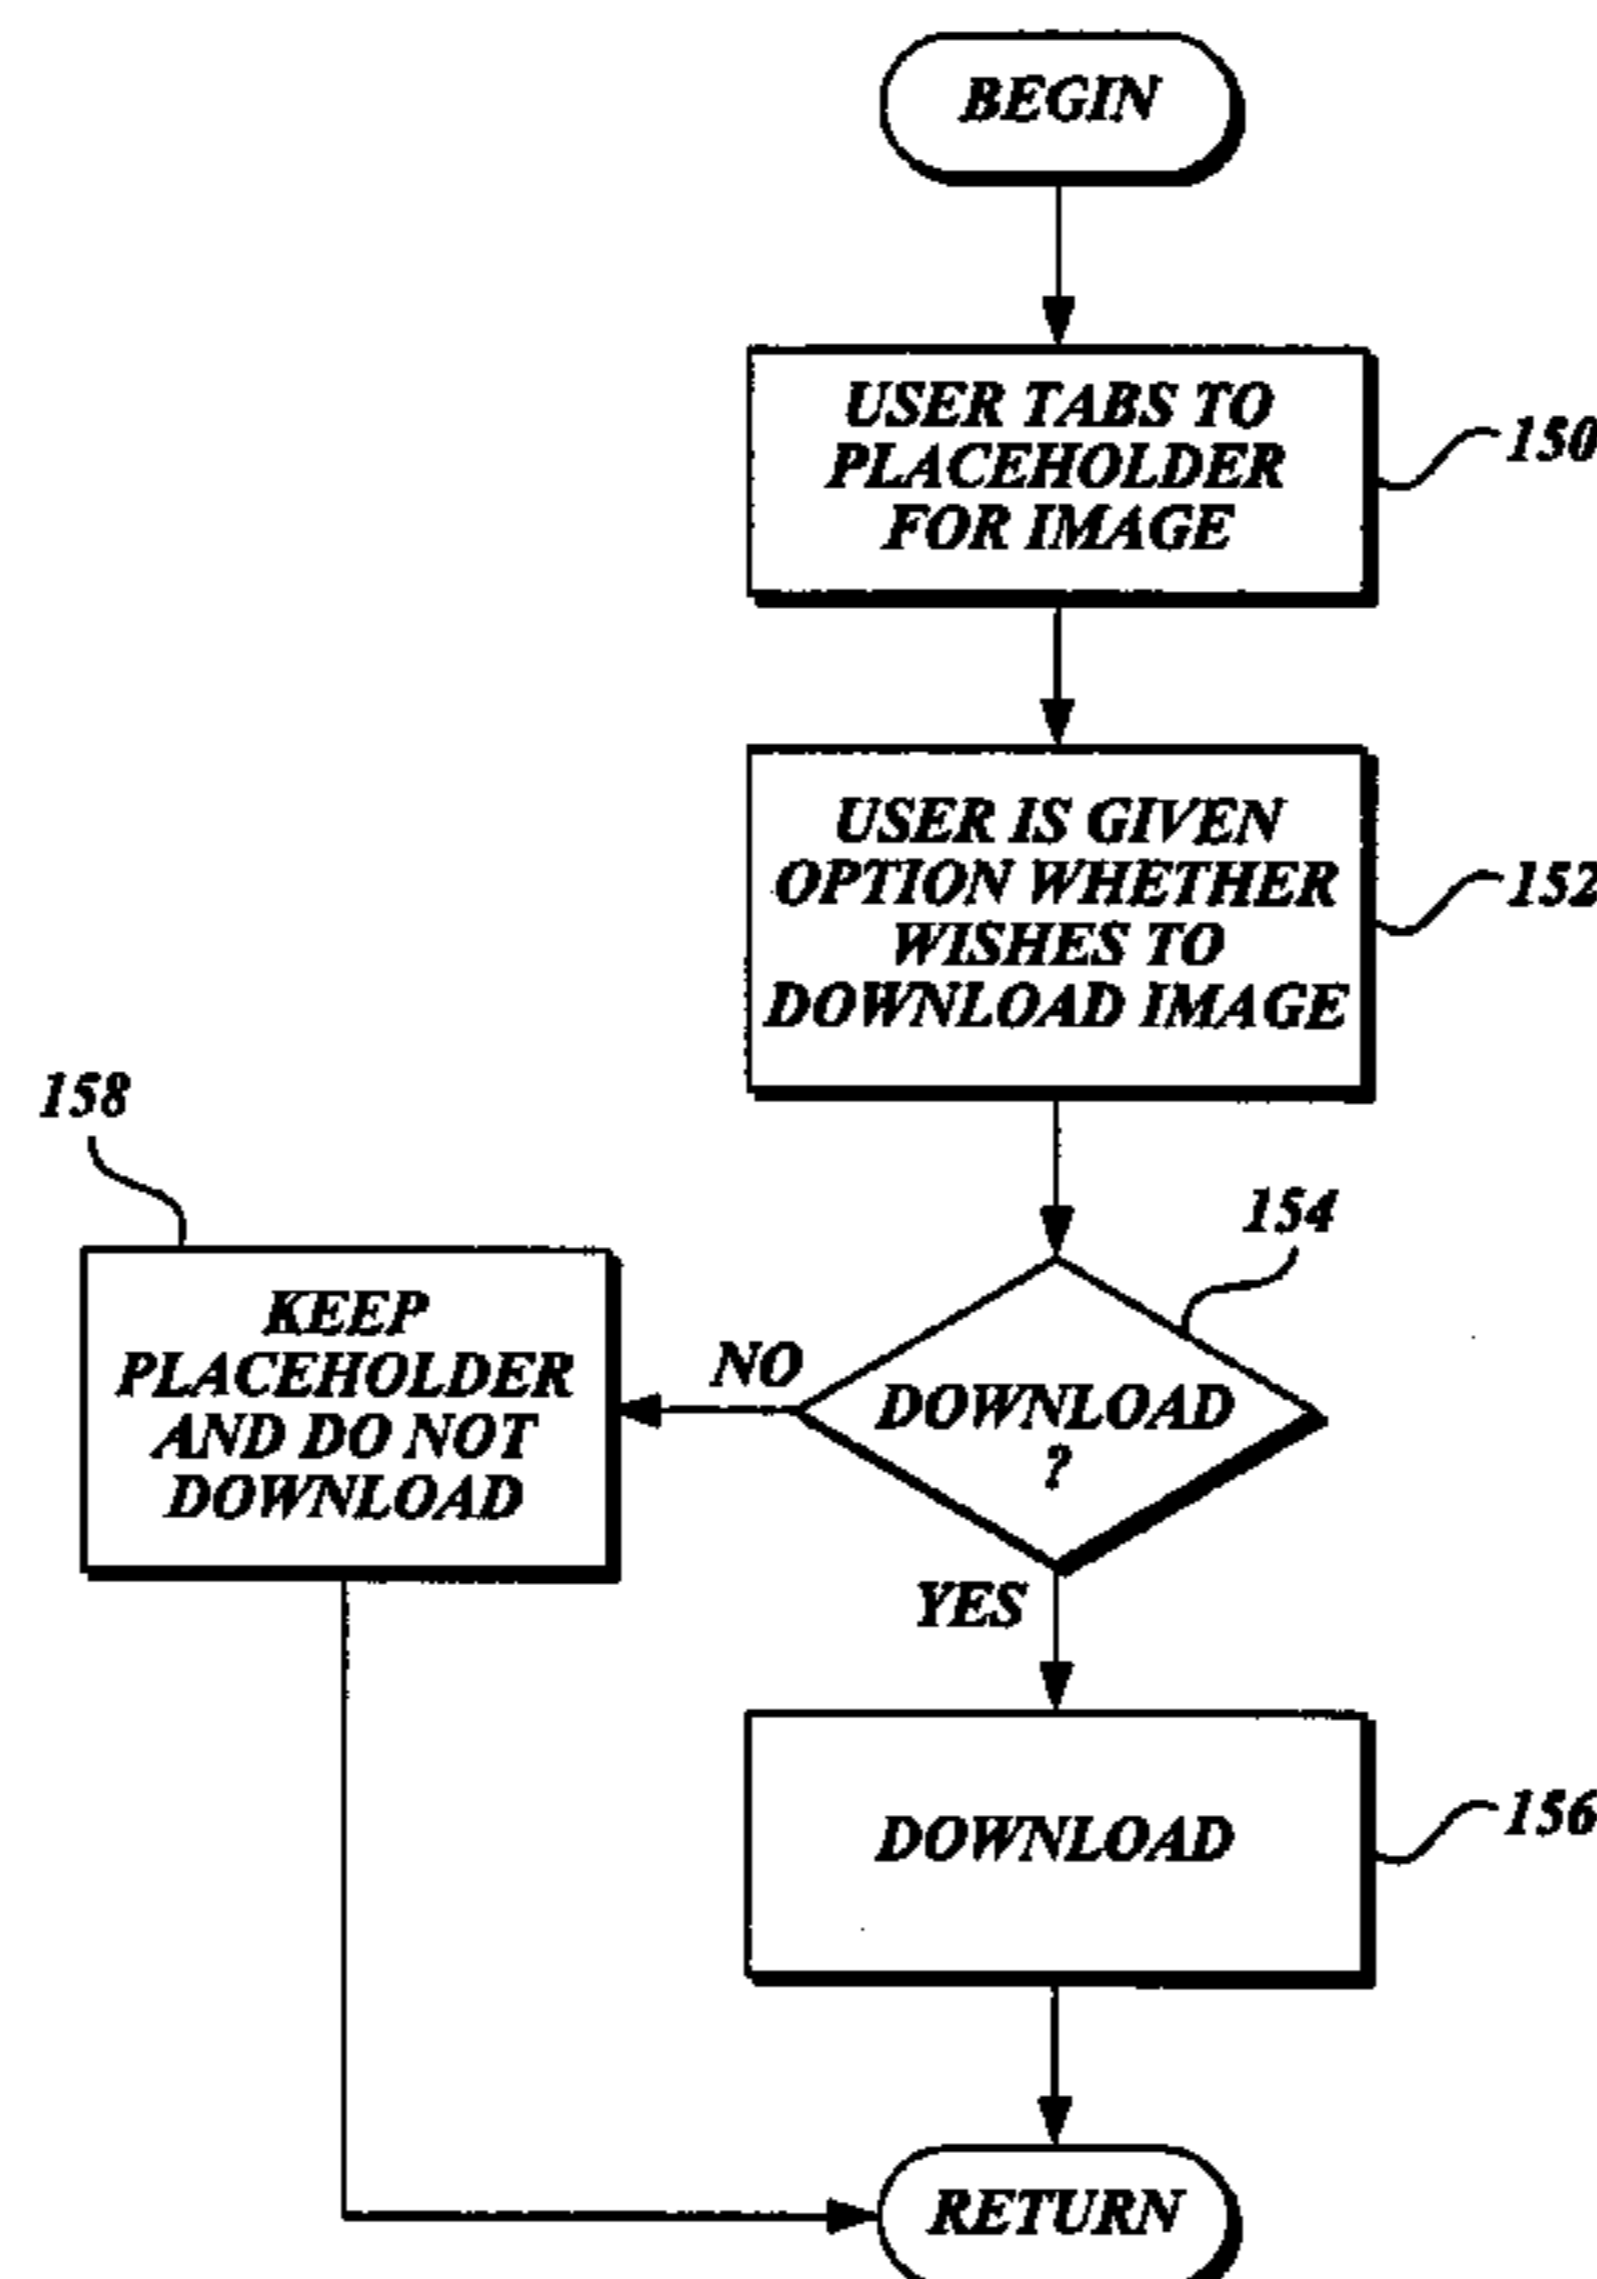 BEGIN
USER TABS TO
PLACEHOLDER
FOR IMAGE
150
USER IS GIVEN
OPTION WHETHER
WISHES TO
DOWNLOAD IMAGE
152
158
154
KEEP
PLACEHOLDER
AND DO NOT
DOWNLOAD
NO
DOWNLOAD
?
YES
DOWNLOAD
156
RETURN